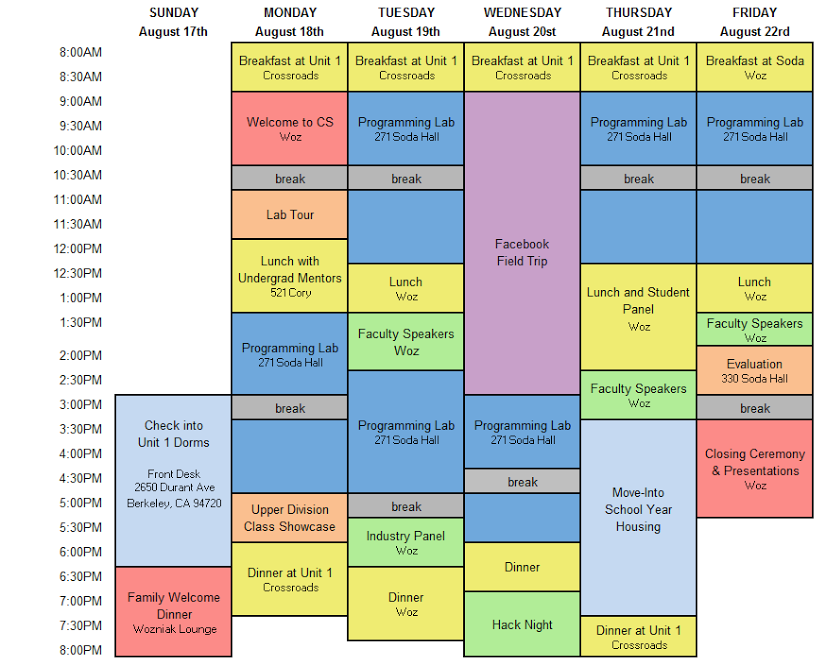 SUNDAY
August 17th
MONDAY
August 18th
TUESDAY
August 19th
WEDNESDAY
August 20st
THURSDAY
August 21nd
FRIDAY
August 22rd
8:00AM
8:30AM
9:00AM
9:30AM
10:00AM
10:30AM
11:00AM
11:30AM
12:00PM
12:30PM
1:00PM
1:30PM
2:00PM
2:30PM
3:00PM
3:30PM
4:00PM
4:30PM
5:00PM
5:30PM
6:00PM
6:30PM
7:00PM
7:30PM
8:00PM
Check into
Unit 1 Dorms
Front Desk
2650 Durant Ave
Berkeley, CA 94720
Family Welcome
Dinner
Wozniak Lounge
Breakfast at Unit 1
Crossroads
Welcome to CS
Woz
break
Lab Tour
Lunch with
Undergrad Mentors
521 Cory
Programming Lab
271 Soda Hall
break
Upper Division
Class Showcase
Dinner at Unit 1
Crossroads
Breakfast at Unit 1
Crossroads
Programming Lab
271 Soda Hall
break
Lunch
Woz
Faculty Speakers
Woz
Programming Lab
271 Soda Hall
break
Industry Panel
Woz
Dinner
Woz
Breakfast at Unit 1
Crossroads
Facebook
Field Trip
Programming Lab
271 Soda Hall
break
Dinner
Hack Night
Breakfast at Unit 1
Crossroads
Programming Lab
271 Soda Hall
break
Lunch and Student
Panel
Woz
Faculty Speakers
Woz
Move-Into
School Year
Housing
Dinner at Unit 1
Crossroads
Breakfast at Soda
Woz
Programming Lab
271 Soda Hall
break
Lunch
Woz
Faculty Speakers
Woz
Evaluation
330 Soda Hall
break
Closing Ceremony
& Presentations
Woz